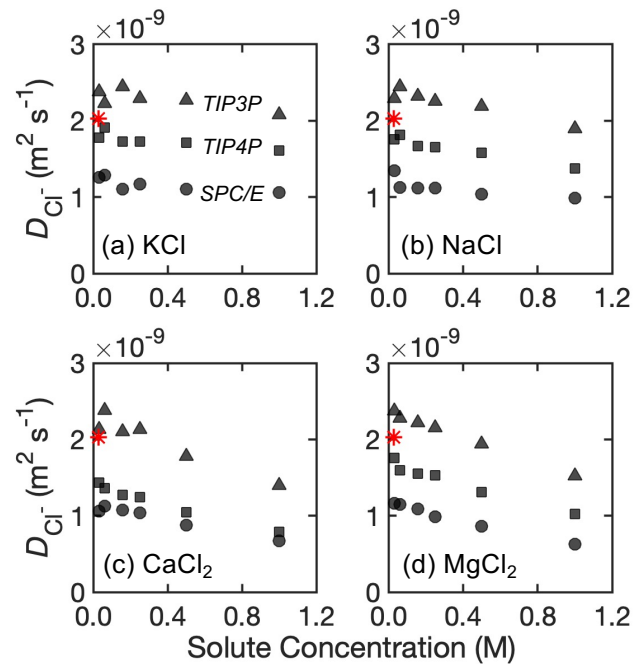 ×10⁻⁹
×10⁻⁹
3
2
1
0
D_Cl⁻ (m² s⁻¹)
TIP3P
TIP4P
SPC/E
(a) KCl
0.0 0.4 0.8 1.2
3
2
1
0
(b) NaCl
0.0 0.4 0.8 1.2
×10⁻⁹
×10⁻⁹
3
2
1
0
D_Cl⁻ (m² s⁻¹)
(c) CaCl₂
0.0 0.4 0.8 1.2
3
2
1
0
(d) MgCl₂
0.0 0.4 0.8 1.2
Solute Concentration (M)